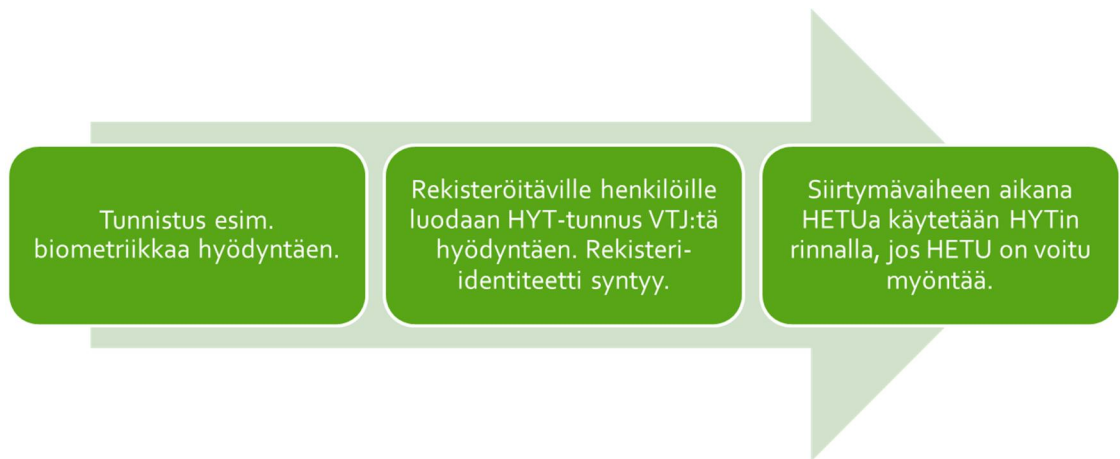 Tunnistus esim.
biometriikkaa hyödyntäen.
Rekisteröitäville henkilöille
luodaan HYT-tunnus VTJ:tä
hyödyntäen. Rekisteri-
identiteetti syntyy.
Siirtymävaiheen aikana
HETUa käytetään HYTin
rinnalla, jos HETU on voitu
myöntää.